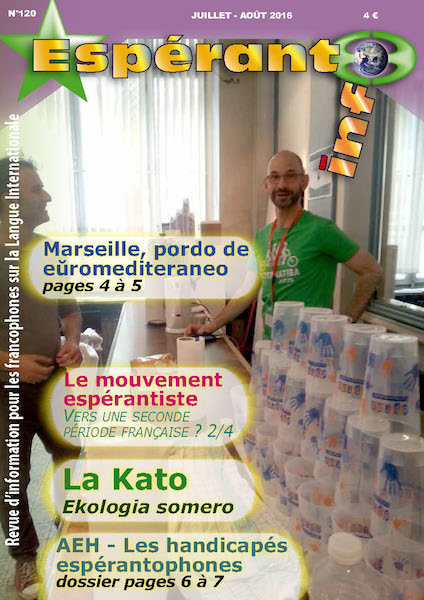 N°120
JUILLET - AOÛT 2016
4 €
Espéranto
info
Revue d'information pour les francophones sur la Langue Internationale
Marseille, pordo de
eŭromediteraneo
pages 4 à 5
Le mouvement
espérantiste
VERS UNE SECONDE
PÉRIODE FRANÇAISE ? 2/4
La Kato
Ekologia somero
AEH - Les handicapés
espérantophones
dossier pages 6 à 7